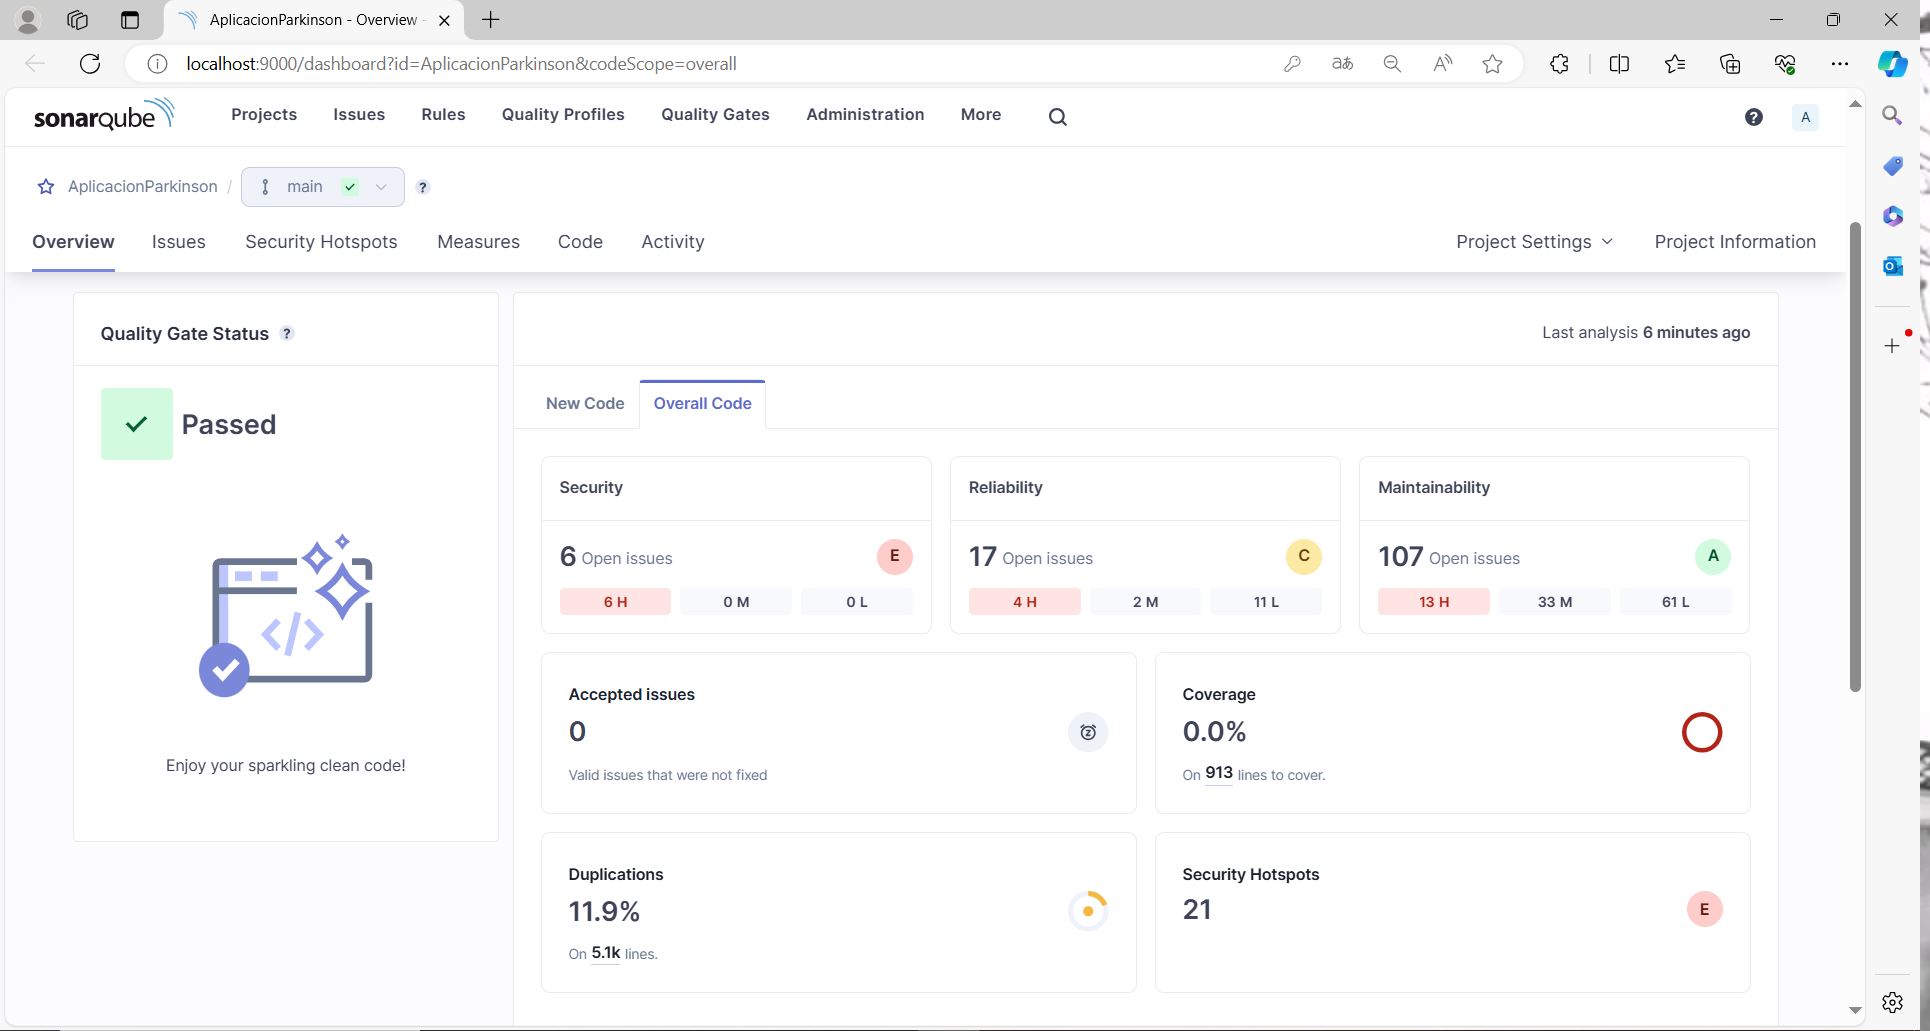 AplicacionParkinson - Overview -
localhost:9000/dashboard?id=AplicacionParkinson&codeScope=overall
sonarqube Projects Issues Rules Quality Profiles Quality Gates Administration More ? A
AplicacionParkinson / main ?
Overview Issues Security Hotspots Measures Code Activity Project Settings Project Information
Quality Gate Status ?
Passed
Enjoy your sparkling clean code!
Last analysis 6 minutes ago
New Code Overall Code
Security
6 Open issues E
6 H 0 M 0 L
Reliability
17 Open issues C
4 H 2 M 11 L
Maintainability
107 Open issues A
13 H 33 M 61 L
Accepted issues
0
Valid issues that were not fixed
Coverage
0.0%
On 913 lines to cover.
Duplications
11.9%
On 5.1k lines.
Security Hotspots
21 E